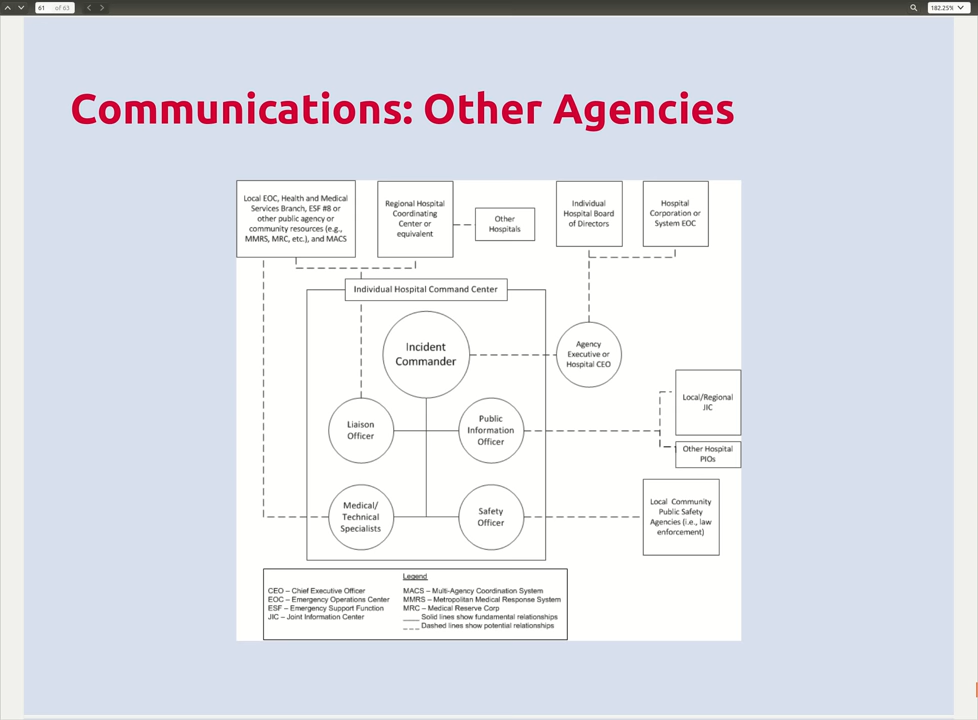 61 of 63
182.25%
Communications: Other Agencies
Local EOC, Health and Medical
Services Branch, ESF #8 or
other public agency or
community resources (e.g.,
MMRS, MRC, etc.), and MACS
Regional Hospital
Coordinating
Center or
equivalent
Other
Hospitals
Individual
Hospital Board
of Directors
Hospital
Corporation or
System EOC
Individual Hospital Command Center
Incident
Commander
Agency
Executive or
Hospital CEO
Local/Regional
JIC
Liaison
Officer
Public
Information
Officer
Other Hospital
PIOs
Medical/
Technical
Specialists
Safety
Officer
Local Community
Public Safety
Agencies (i.e., law
enforcement)
Legend
CEO – Chief Executive Officer
EOC – Emergency Operations Center
ESF – Emergency Support Function
JIC – Joint Information Center
MACS – Multi-Agency Coordination System
MMRS – Metropolitan Medical Response System
MRC – Medical Reserve Corp
____ Solid lines show fundamental relationships
_ _ _ Dashed lines show potential relationships